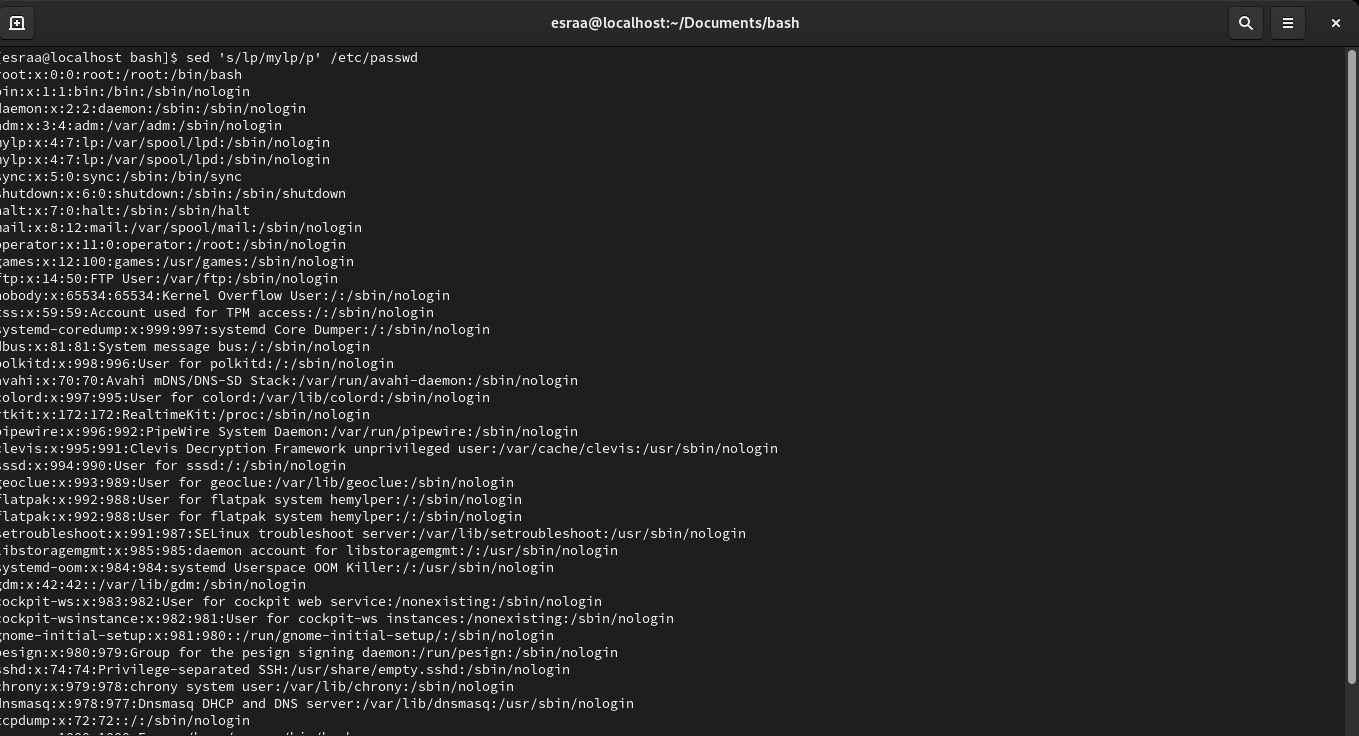 esraa@localhost:~/Documents/bash
[esraa@localhost bash]$ sed 's/lp/mylp/p' /etc/passwd
root:x:0:0:root:/root:/bin/bash
bin:x:1:1:bin:/bin:/sbin/nologin
daemon:x:2:2:daemon:/sbin:/sbin/nologin
adm:x:3:4:adm:/var/adm:/sbin/nologin
mylp:x:4:7:lp:/var/spool/lpd:/sbin/nologin
mylp:x:4:7:lp:/var/spool/lpd:/sbin/nologin
sync:x:5:0:sync:/sbin:/bin/sync
shutdown:x:6:0:shutdown:/sbin:/sbin/shutdown
halt:x:7:0:halt:/sbin:/sbin/halt
mail:x:8:12:mail:/var/spool/mail:/sbin/nologin
operator:x:11:0:operator:/root:/sbin/nologin
games:x:12:100:games:/usr/games:/sbin/nologin
ftp:x:14:50:FTP User:/var/ftp:/sbin/nologin
nobody:x:65534:65534:Kernel Overflow User:/:/sbin/nologin
tss:x:59:59:Account used for TPM access:/:/sbin/nologin
systemd-coredump:x:999:997:systemd Core Dumper:/:/sbin/nologin
dbus:x:81:81:System message bus:/:/sbin/nologin
polkitd:x:998:996:User for polkitd:/:/sbin/nologin
avahi:x:70:70:Avahi mDNS/DNS-SD Stack:/var/run/avahi-daemon:/sbin/nologin
colord:x:997:995:User for colord:/var/lib/colord:/sbin/nologin
rtkit:x:172:172:RealtimeKit:/proc:/sbin/nologin
pipewire:x:996:992:PipeWire System Daemon:/var/run/pipewire:/sbin/nologin
clevis:x:995:991:Clevis Decryption Framework unprivileged user:/var/cache/clevis:/usr/sbin/nologin
sssd:x:994:990:User for sssd:/:/sbin/nologin
geoclue:x:993:989:User for geoclue:/var/lib/geoclue:/sbin/nologin
flatpak:x:992:988:User for flatpak system hemylper:/:/sbin/nologin
flatpak:x:992:988:User for flatpak system hemylper:/:/sbin/nologin
setroubleshoot:x:991:987:SELinux troubleshoot server:/var/lib/setroubleshoot:/usr/sbin/nologin
libstoragemgmt:x:985:985:daemon account for libstoragemgmt:/:/usr/sbin/nologin
systemd-oom:x:984:984:systemd Userspace OOM Killer:/:/usr/sbin/nologin
gdm:x:42:42::/var/lib/gdm:/sbin/nologin
cockpit-ws:x:983:982:User for cockpit web service:/nonexisting:/sbin/nologin
cockpit-wsinstance:x:982:981:User for cockpit-ws instances:/nonexisting:/sbin/nologin
gnome-initial-setup:x:981:980::/run/gnome-initial-setup/:/sbin/nologin
pesign:x:980:979:Group for the pesign signing daemon:/run/pesign:/sbin/nologin
sshd:x:74:74:Privilege-separated SSH:/usr/share/empty.sshd:/sbin/nologin
chrony:x:979:978:chrony system user:/var/lib/chrony:/sbin/nologin
dnsmasq:x:978:977:Dnsmasq DHCP and DNS server:/var/lib/dnsmasq:/usr/sbin/nologin
tcpdump:x:72:72::/:/sbin/nologin